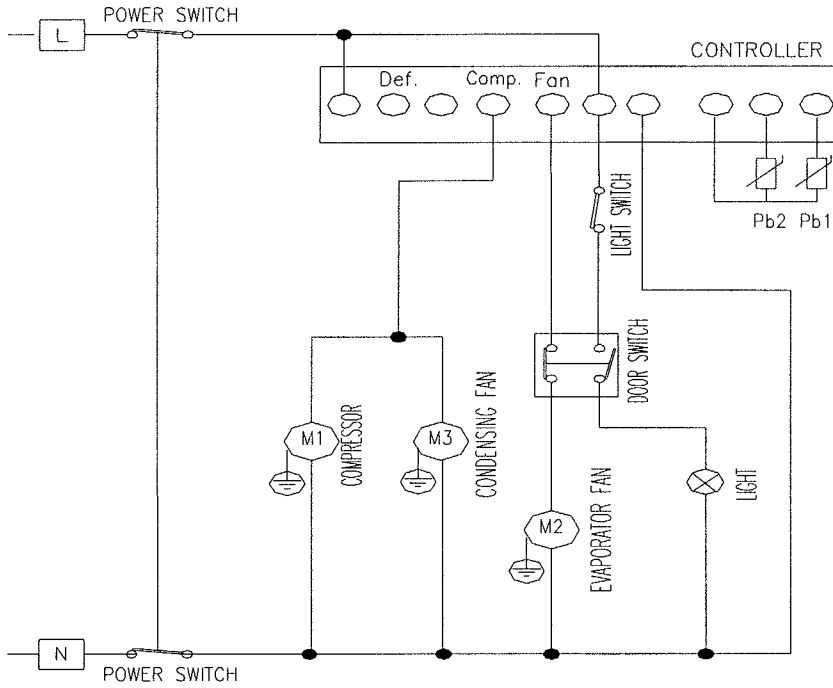 POWER SWITCH
L
CONTROLLER
Def.
Comp.
Fan
LIGHT SWITCH
Pb2
Pb1
DOOR SWITCH
M1
COMPRESSOR
M3
CONDENSING FAN
M2
EVAPORATOR FAN
LIGHT
N
POWER SWITCH